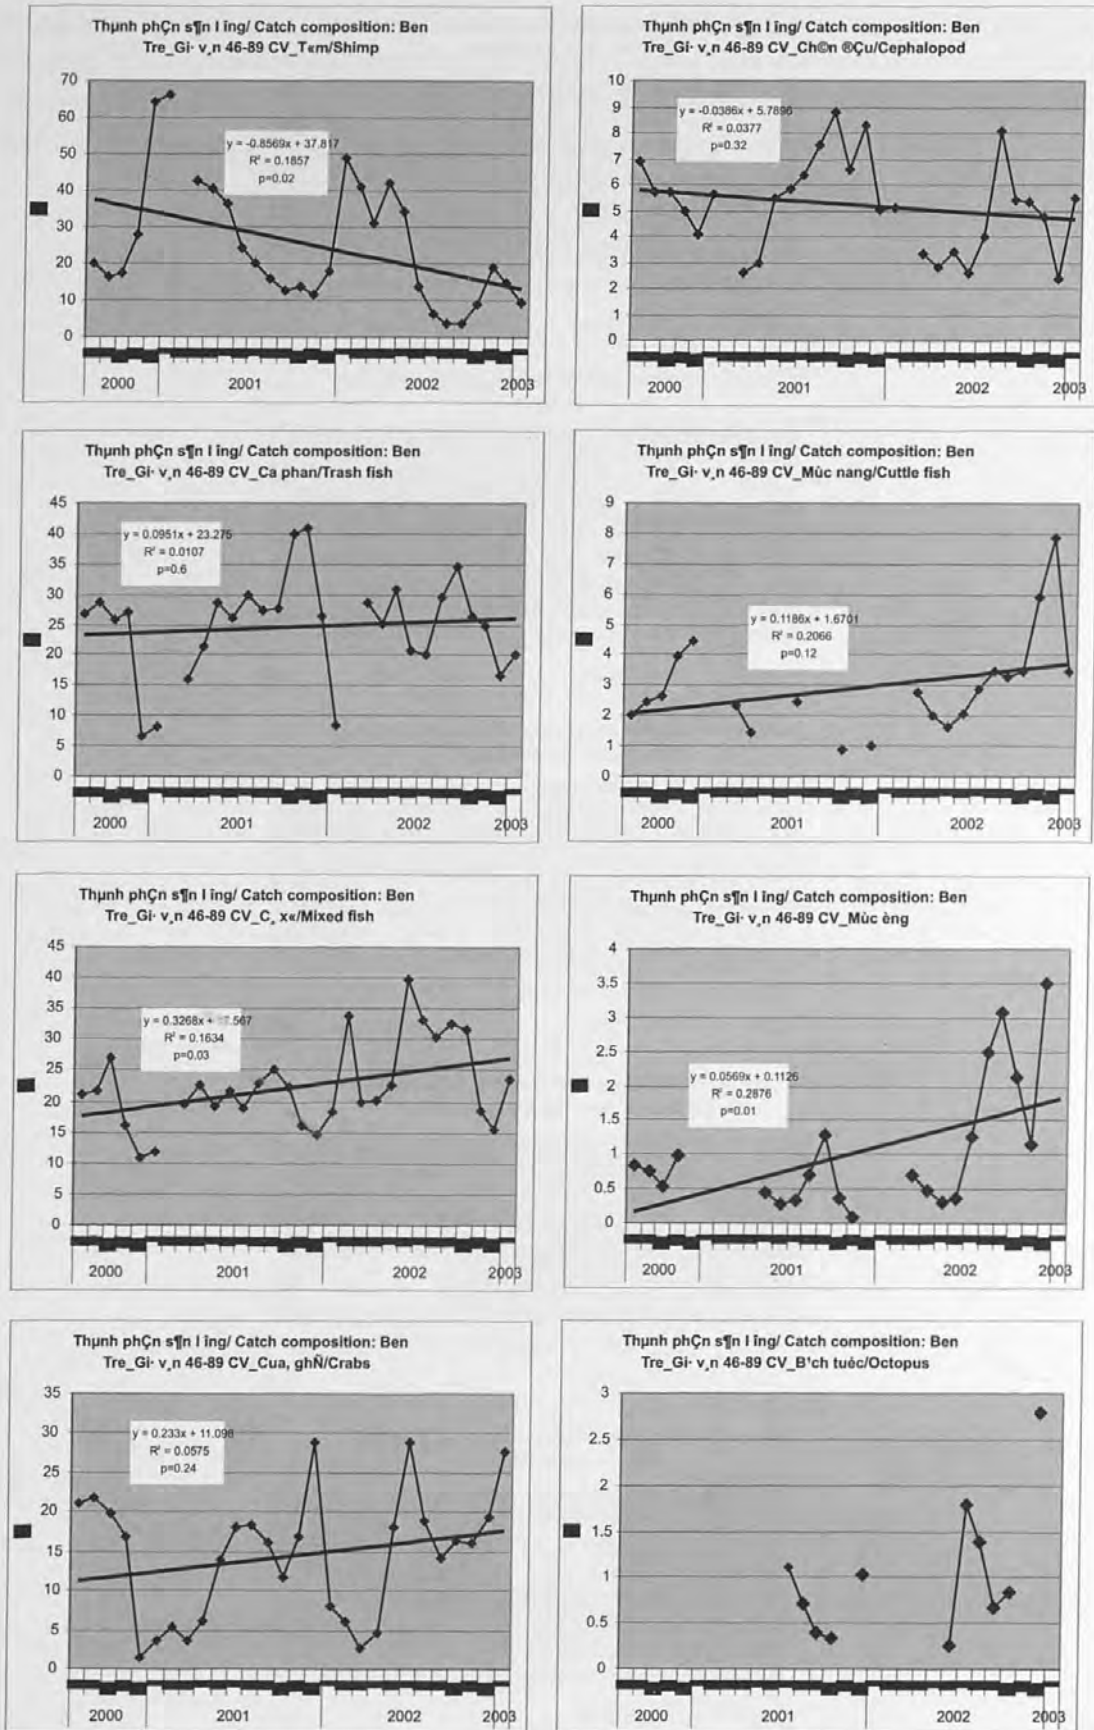 Thµnh phÇn s¶n l îng/ Catch composition: Ben
Tre_Gi· v¸n 46-89 CV_T«m/Shimp
70
60
50
40
30
20
10
0
y = -0.8569x + 37.817
R² = 0.1857
p=0.02
2000
2001
2002
2003
Thµnh phÇn s¶n l îng/ Catch composition: Ben
Tre_Gi· v¸n 46-89 CV_Ch©n ®Çu/Cephalopod
10
9
8
7
6
5
4
3
2
1
0
y = -0.0386x + 5.7896
R² = 0.0377
p=0.32
2000
2001
2002
2003
Thµnh phÇn s¶n l îng/ Catch composition: Ben
Tre_Gi· v¸n 46-89 CV_Ca phan/Trash fish
45
40
35
30
25
20
15
10
5
0
y = 0.0951x + 23.275
R² = 0.0107
p=0.6
2000
2001
2002
2003
Thµnh phÇn s¶n l îng/ Catch composition: Ben
Tre_Gi· v¸n 46-89 CV_Mùc nang/Cuttle fish
9
8
7
6
5
4
3
2
1
0
y = 0.1186x + 1.6701
R² = 0.2066
p=0.12
2000
2001
2002
2003
Thµnh phÇn s¶n l îng/ Catch composition: Ben
Tre_Gi· v¸n 46-89 CV_C¸ x«/Mixed fish
45
40
35
30
25
20
15
10
5
0
y = 0.3268x +
R² = 0.1634
p=0.03
2000
2001
2002
2003
Thµnh phÇn s¶n l îng/ Catch composition: Ben
Tre_Gi· v¸n 46-89 CV_Mùc èng
4
3.5
3
2.5
2
1.5
1
0.5
0
y = 0.0569x + 0.1126
R² = 0.2876
p=0.01
2000
2001
2002
2003
Thµnh phÇn s¶n l îng/ Catch composition: Ben
Tre_Gi· v¸n 46-89 CV_Cua, ghÑ/Crabs
35
30
25
20
15
10
5
0
y = 0.233x + 11.098
R² = 0.0575
p=0.24
2000
2001
2002
2003
Thµnh phÇn s¶n l îng/ Catch composition: Ben
Tre_Gi· v¸n 46-89 CV_B¹ch tuéc/Octopus
3
2.5
2
1.5
1
0.5
0
2000
2001
2002
2003